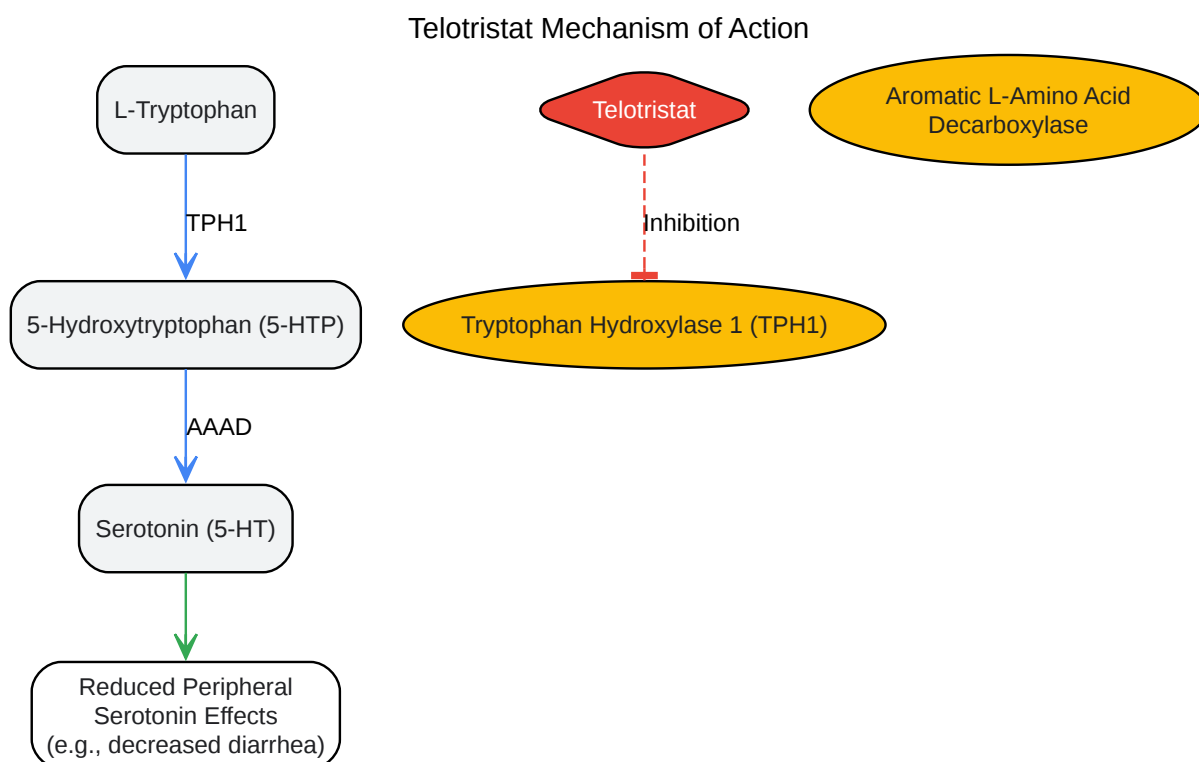 Telotristat Mechanism of Action
L-Tryptophan
Telotristat
Aromatic L-Amino Acid
Decarboxylase
TPH1
Inhibition
5-Hydroxytryptophan (5-HTP)
Tryptophan Hydroxylase 1 (TPH1)
AAAD
Serotonin (5-HT)
Reduced Peripheral
Serotonin Effects
(e.g., decreased diarrhea)